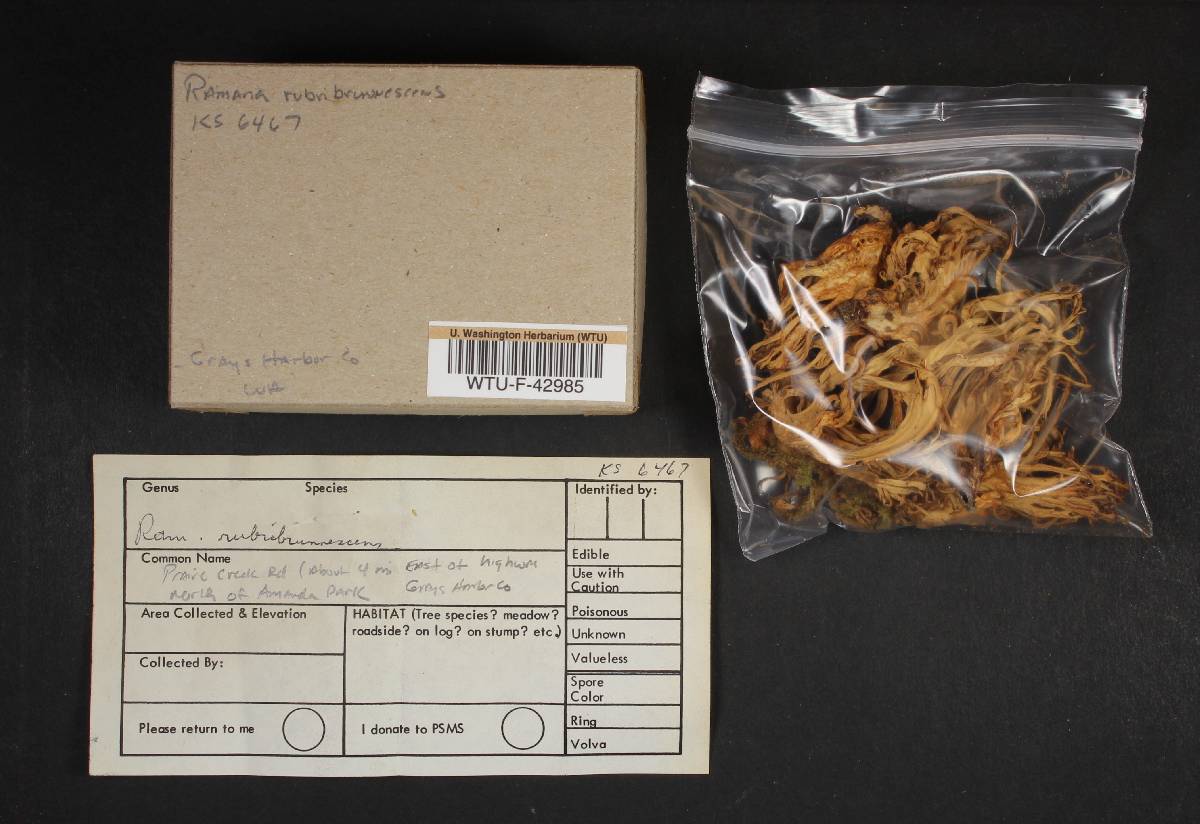 Ramaria rubribrunnescens
KS 6467
Grays Harbor Co
WA
U. Washington Herbarium (WTU)
WTU-F-42985
KS 6467
Genus Species
Identified by:
Ram. rubribrunnescens
Common Name
Prairie Creek Rd (About 4 mi East of highway
north of Amanda Park Grays Harbor Co
Area Collected & Elevation
HABITAT (Tree species? meadow?
roadside? on log? on stump? etc.)
Collected By:
Please return to me
I donate to PSMS
Edible
Use with
Caution
Poisonous
Unknown
Valueless
Spore
Color
Ring
Volva